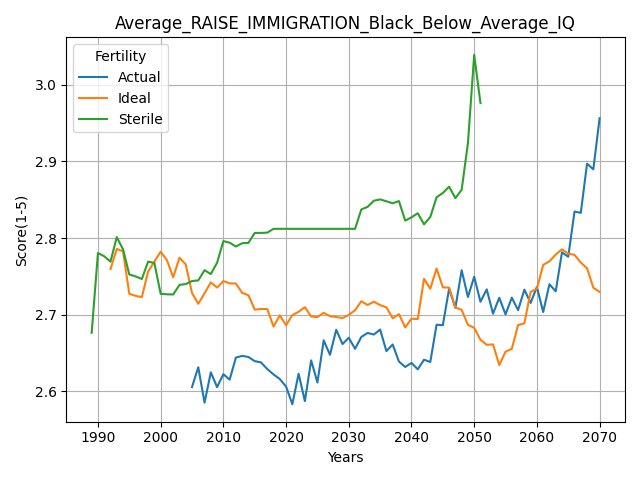 Average_RAISE_IMMIGRATION_Black_Below_Average_IQ
Fertility
Actual
Ideal
Sterile
Score(1-5)
3.0
2.9
2.8
2.7
2.6
1990 2000 2010 2020 2030 2040 2050 2060 2070
Years